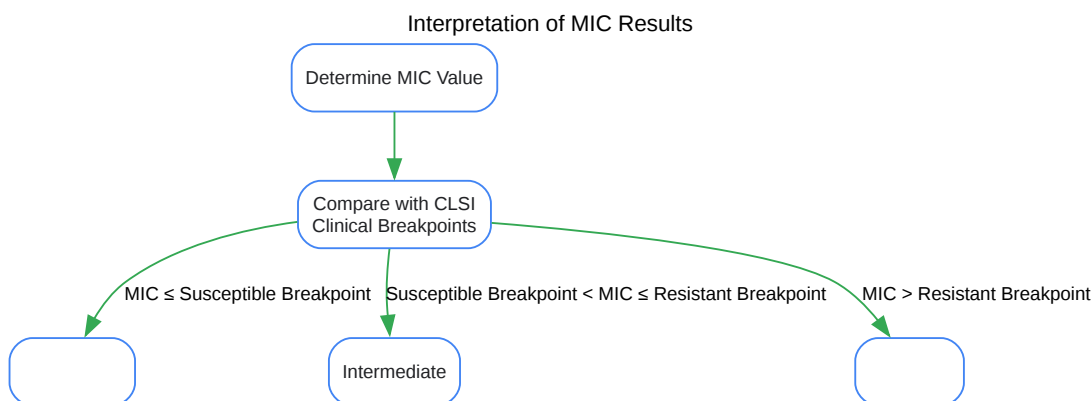 Interpretation of MIC Results
Determine MIC Value
Compare with CLSI
Clinical Breakpoints
MIC ≤ Susceptible Breakpoint
Susceptible Breakpoint < MIC ≤ Resistant Breakpoint
MIC > Resistant Breakpoint
Intermediate